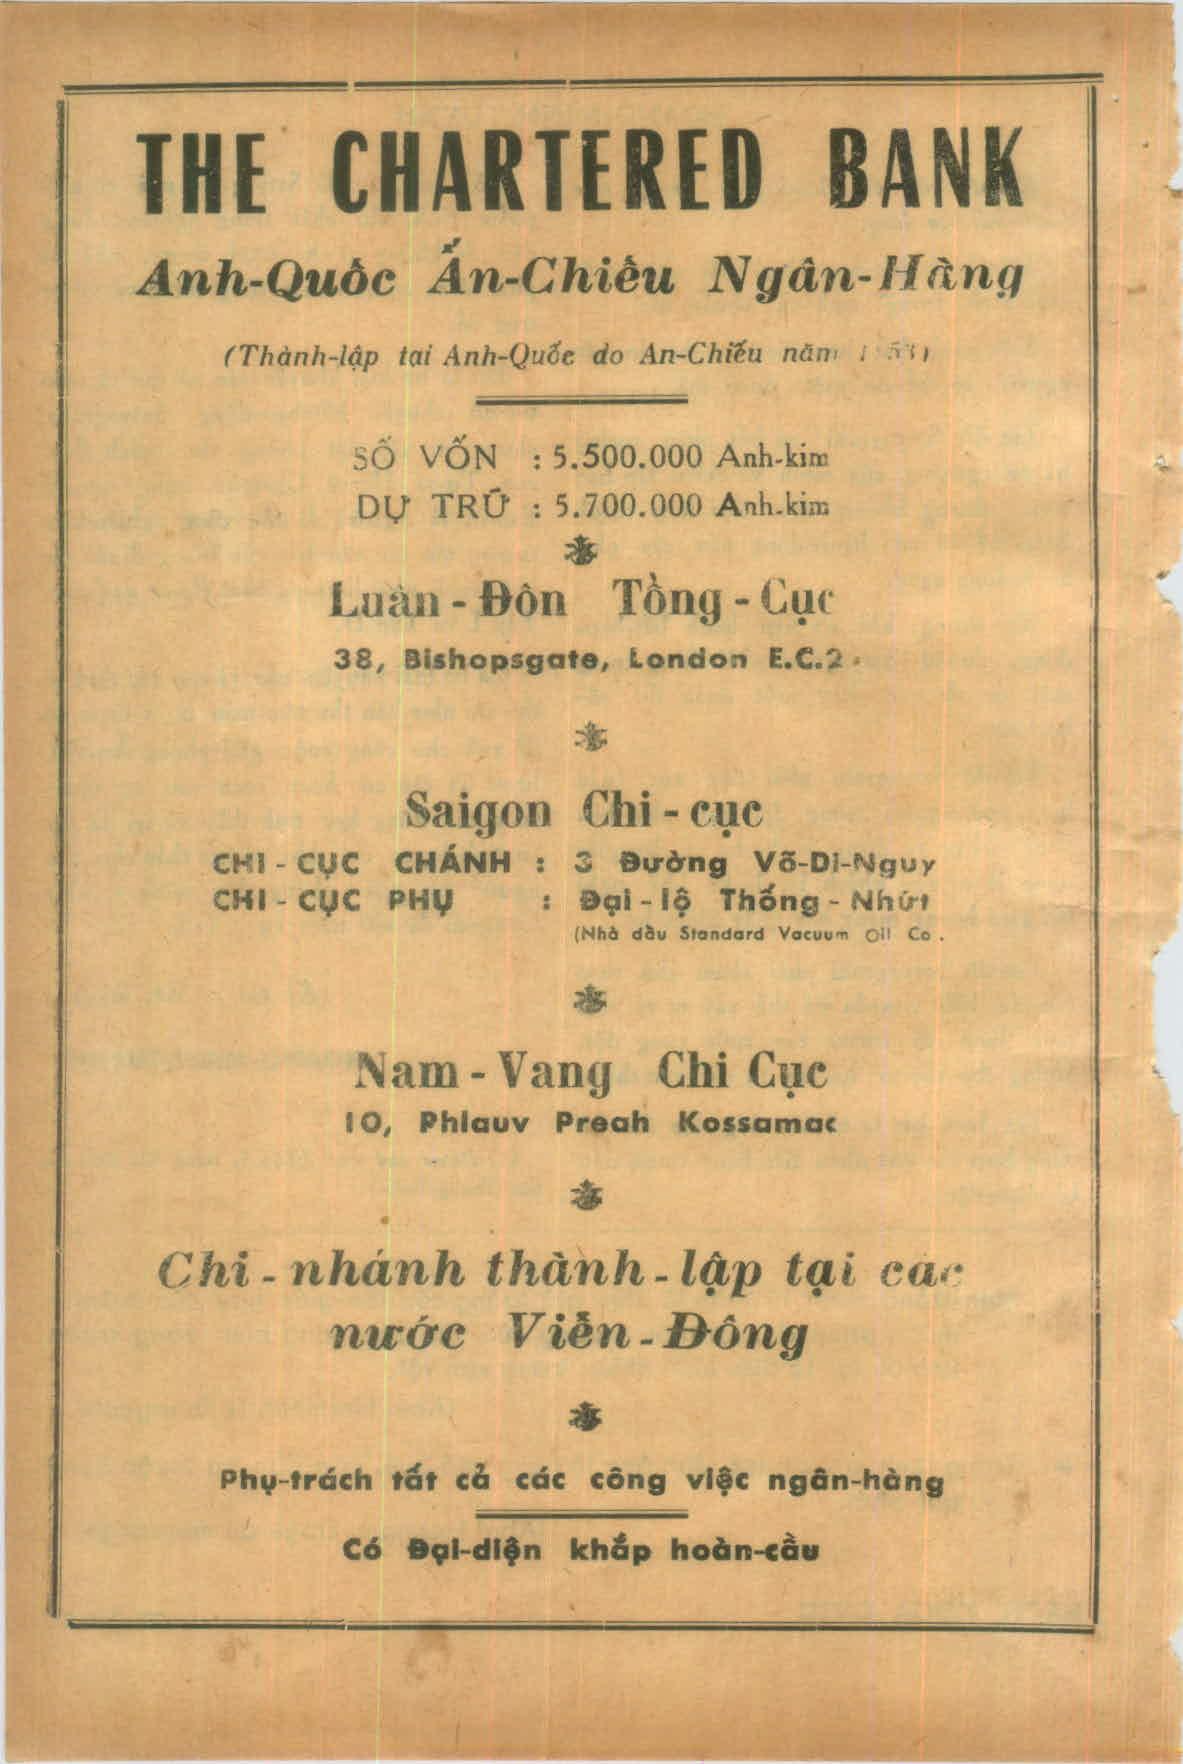 THE CHARTERED BANK
Anh-Quôc Ấn-Chiêu Ngân-Hàng
(Thành-lập tại Anh-Quốc do Ấn-Chiếu năm
SỐ VỐN : 5.500.000 Anh-kim
DỰ TRỮ : 5.700.000 Anh-kim
Luân-Đôn Tổng-Cục
38, Bishopsgate, London E.C.2.
Saigon Chi-cục
CHI-CỤC CHÁNH : 3 Đường Võ-Di-Nguy
CHI-CỤC PHỤ : Đại-lộ Thống-Nhứt
(Nhà dầu Standard Vacuum Oil Co.
Nam-Vang Chi Cục
10, Phlauv Preah Kossamac
Chi-nhánh thành-lập tại các
nước Viễn-Đông
Phụ-trách tất cả các công việc ngân-hàng
Có Đại-diện khắp hoàn-cầu